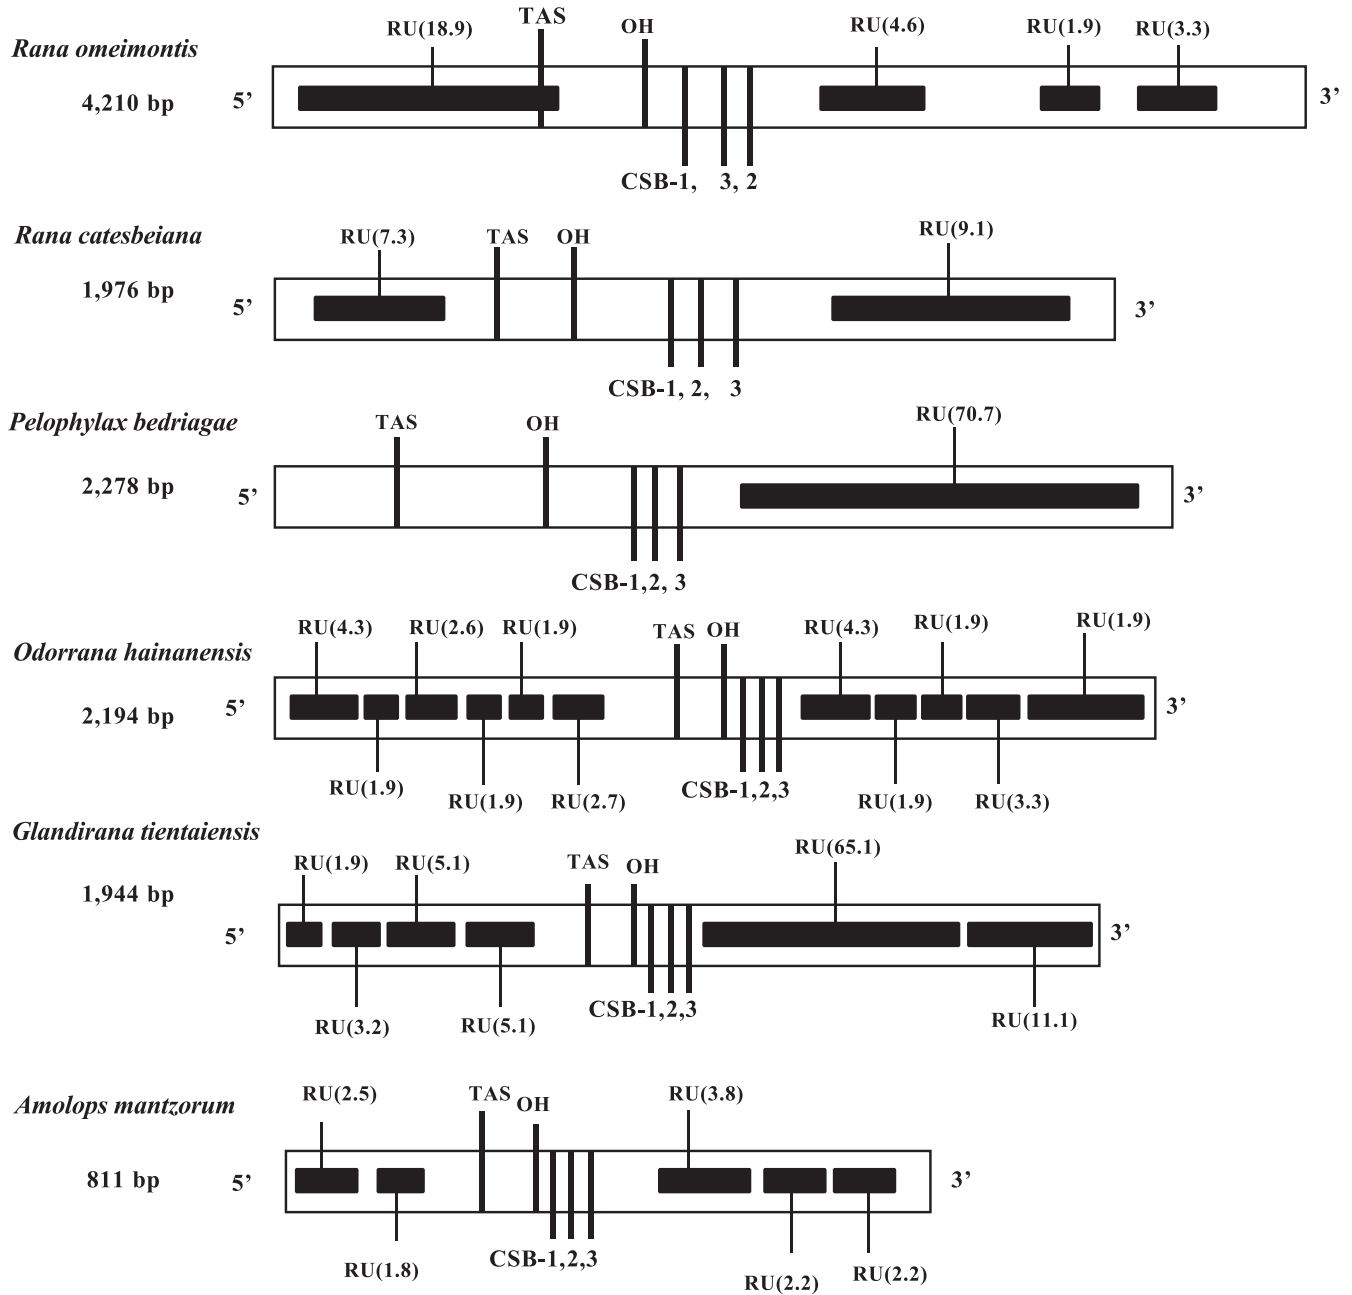 RU(18.9) TAS OH RU(4.6) RU(1.9) RU(3.3)
Rana omeimontis
4,210 bp 5’ 3’
CSB-1, 3, 2
Rana catesbeiana RU(7.3) TAS OH RU(9.1)
1,976 bp 5’ 3’
CSB-1, 2, 3
Pelophylax bedriagae TAS OH RU(70.7)
2,278 bp 5’ 3’
CSB-1,2, 3
RU(4.3) RU(2.6) RU(1.9) TAS OH RU(4.3) RU(1.9) RU(1.9)
Odorrana hainanensis
2,194 bp 5’ 3’
RU(1.9) RU(1.9) RU(2.7) CSB-1,2,3 RU(1.9) RU(3.3)
Glandirana tientaiensis
RU(1.9) RU(5.1) TAS OH RU(65.1)
1,944 bp 5’ 3’
RU(3.2) RU(5.1) CSB-1,2,3 RU(11.1)
Amolops mantzorum RU(2.5) TAS OH RU(3.8)
811 bp 5’ 3’
RU(1.8) CSB-1,2,3 RU(2.2) RU(2.2)